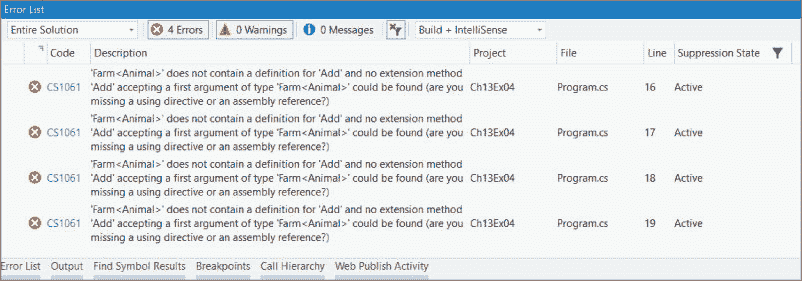 Error List
Entire Solution 4 Errors 0 Warnings 0 Messages Build + IntelliSense
Code Description Project File Line Suppression State
'Farm<Animal>' does not contain a definition for 'Add' and no extension method
CS1061 'Add' accepting a first argument of type 'Farm<Animal>' could be found (are you Ch13Ex04 Program.cs 16 Active
missing a using directive or an assembly reference?)
'Farm<Animal>' does not contain a definition for 'Add' and no extension method
CS1061 'Add' accepting a first argument of type 'Farm<Animal>' could be found (are you Ch13Ex04 Program.cs 17 Active
missing a using directive or an assembly reference?)
'Farm<Animal>' does not contain a definition for 'Add' and no extension method
CS1061 'Add' accepting a first argument of type 'Farm<Animal>' could be found (are you Ch13Ex04 Program.cs 18 Active
missing a using directive or an assembly reference?)
'Farm<Animal>' does not contain a definition for 'Add' and no extension method
CS1061 'Add' accepting a first argument of type 'Farm<Animal>' could be found (are you Ch13Ex04 Program.cs 19 Active
missing a using directive or an assembly reference?)
Error List Output Find Symbol Results Breakpoints Call Hierarchy Web Publish Activity